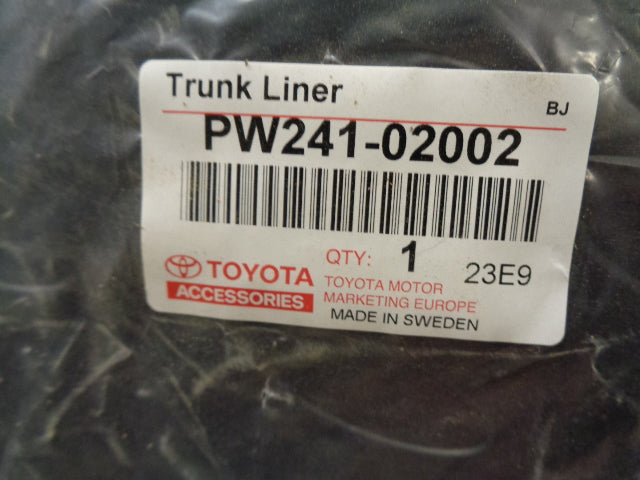 Trunk Liner
BJ
PW241-02002
QTY: 1 23E9
TOYOTA
ACCESSORIES
TOYOTA MOTOR
MARKETING EUROPE
MADE IN SWEDEN